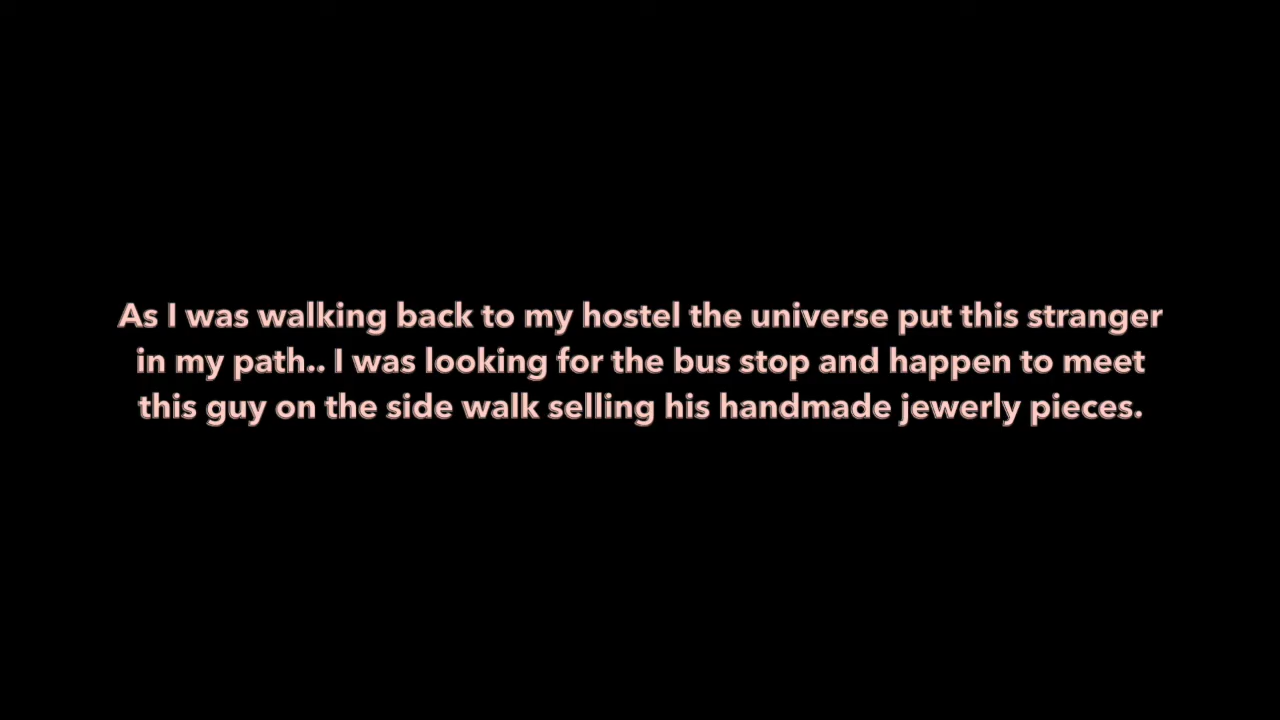 As I was walking back to my hostel the universe put this stranger
in my path.. I was looking for the bus stop and happen to meet
this guy on the side walk selling his handmade jewerly pieces.